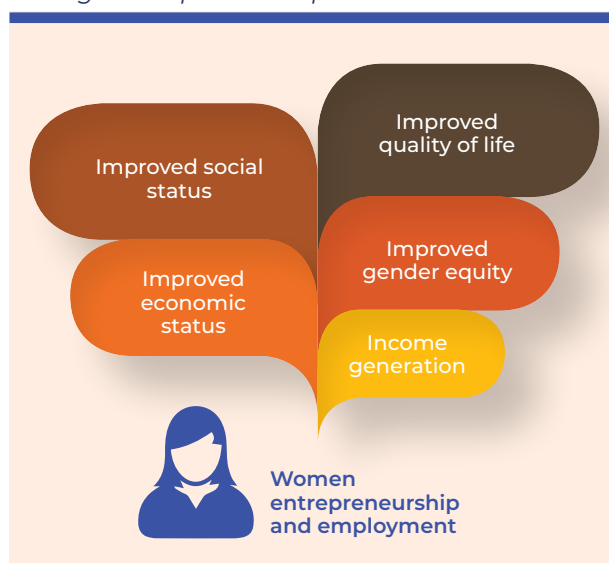 Improved
quality of life
Improved social
status
Improved
gender equity
Improved
economic
status
Income
generation
Women
entrepreneurship
and employment